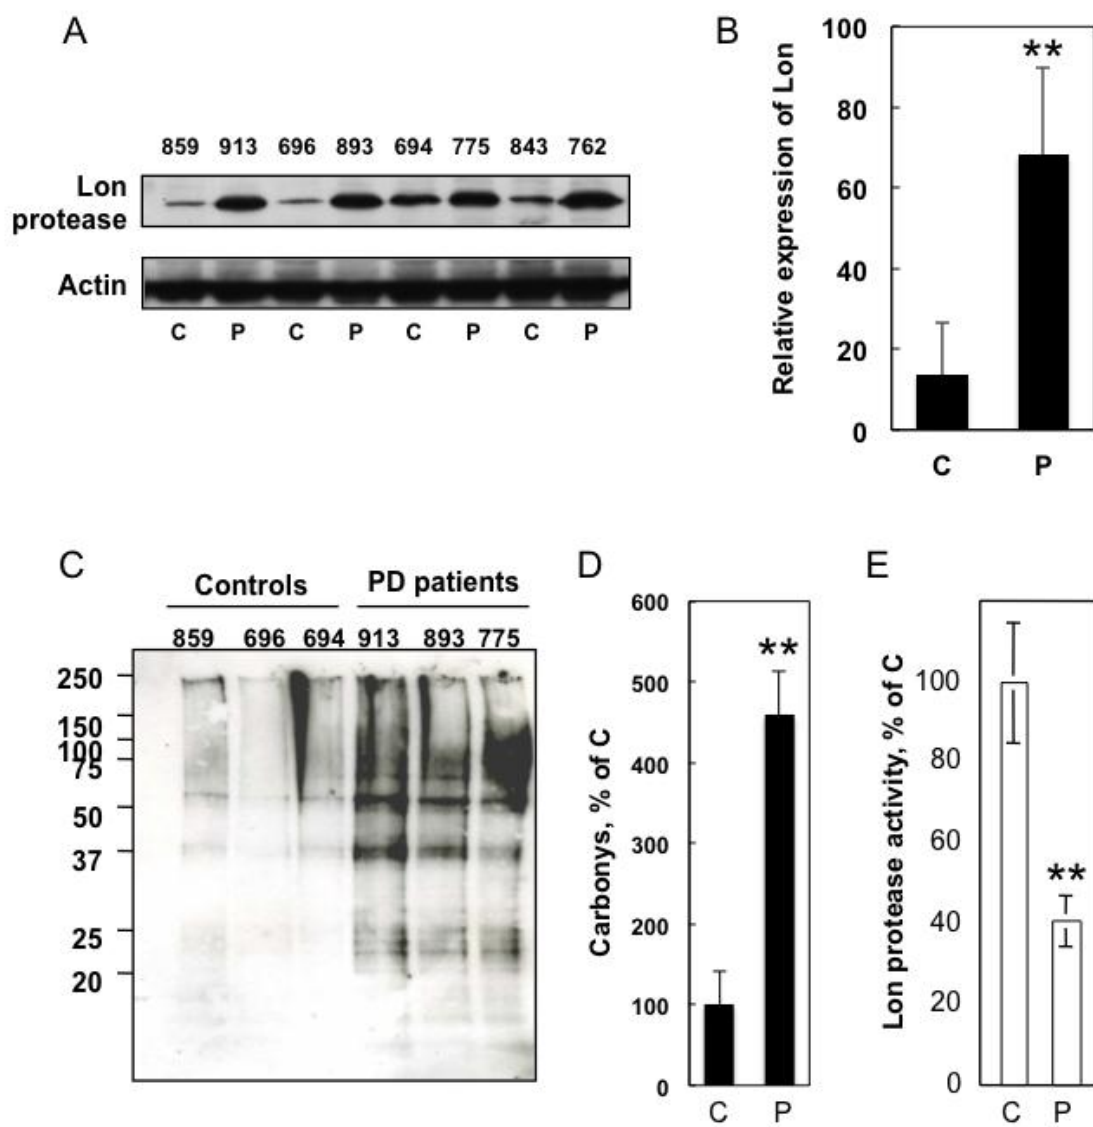 A
859 913 696 893 694 775 843 762
Lon
protease
Actin
C P C P C P C P
B
Relative expression of Lon
100
80
60
40
20
0
**
C P
C
Controls PD patients
859 696 694 913 893 775
250
150
100
75
50
37
25
20
D
Carbonys, % of C
600
500
400
300
200
100
0
**
C P
E
Lon protease activity, % of C
100
80
60
40
20
0
**
C P